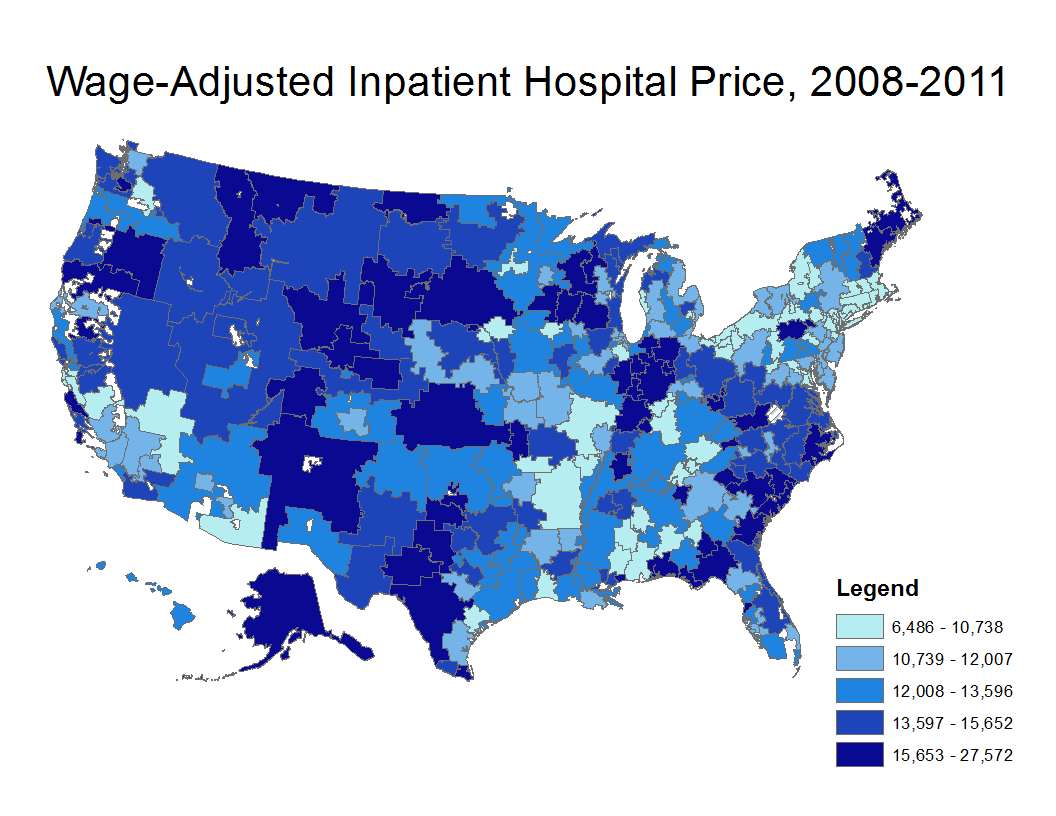 Wage-Adjusted Inpatient Hospital Price, 2008-2011
Legend
6,486 - 10,738
10,739 - 12,007
12,008 - 13,596
13,597 - 15,652
15,653 - 27,572